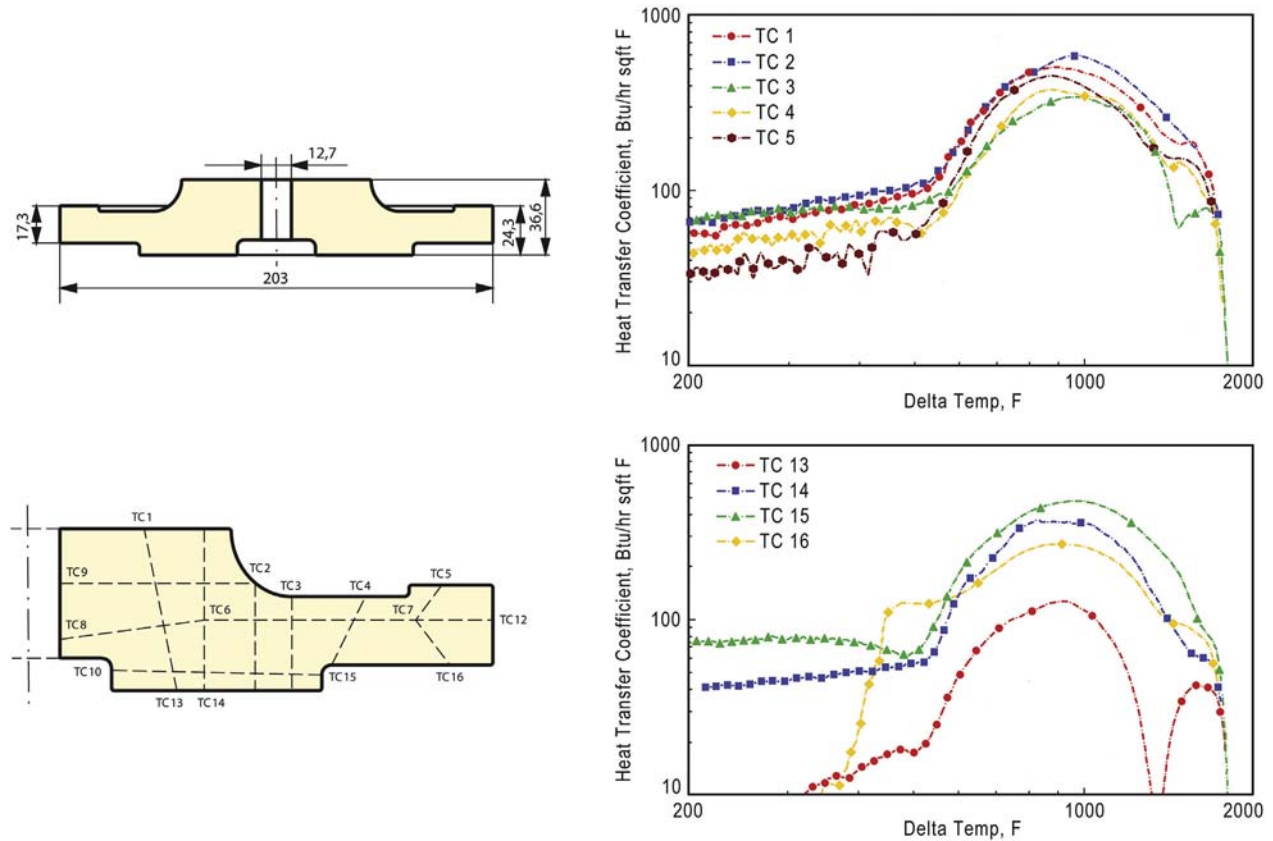 12,7
17,3
24,3
36,6
203
1000
100
10
200
1000
2000
Heat Transfer Coefficient, Btu/hr sqft F
Delta Temp, F
TC 1
TC 2
TC 3
TC 4
TC 5
TC1
TC9
TC2
TC3
TC4
TC5
TC6
TC7
TC12
TC8
TC10
TC15
TC16
TC13
TC14
1000
100
10
200
1000
2000
Heat Transfer Coefficient, Btu/hr sqft F
Delta Temp, F
TC 13
TC 14
TC 15
TC 16